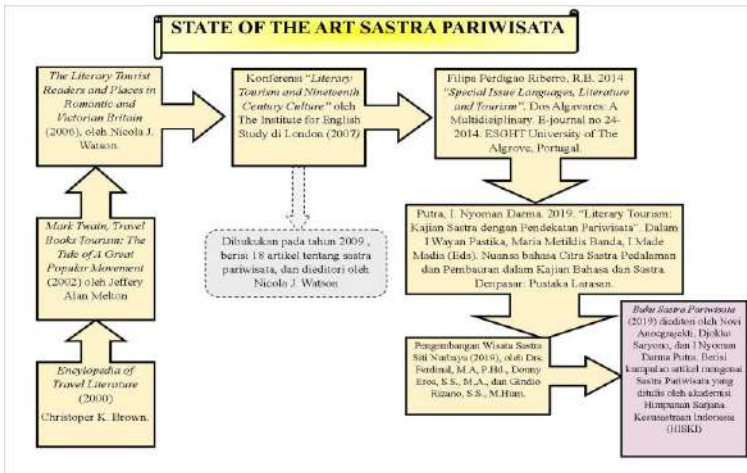 STATE OF THE ART SASTRA PARIWISATA
The Literary Tourist
Readers and Places in
Romantic and
Victorian Britain
(2006), oleh Nicola J.
Watson.
Konferensi "Literary
Tourism and Nineteenth
Century Culture" oleh
The Institute for English
Study di London (2007)
Filipa Perdigao Ribeiro, R.B. 2014
"Special Issue Languages, Literature
and Tourism". Dos Algavares: A
Multidiciplinary. E-journal no 24-
2014. ESGHT University of The
Algrove, Portugal.
Mark Twain, Travel
Books Tourism: The
Tide of A Great
Popular Movement
(2002) oleh Jeffery
Alan Melton
Dibukukan pada tahun 2009 ,
berisi 18 artikel tentang sastra
pariwisata, dan dieditori oleh
Nicola J. Watson
Putra, I. Nyoman Darma. 2019. "Literary Tourism:
Kajian Sastra dengan Pendekatan Pariwisata". Dalam
I Wayan Pastika, Maria Metildis Banda, I Made
Madia (Eds). Nuansa bahasa Citra Sastra Pedalaman
dan Pembauran dalam Kajian Bahasa dan Sastra.
Denpasar: Pustaka Larasan.
Encylopedia of
Travel Literature
(2000)
Christoper K. Brown.
Pengembangan Wisata Sastra
Siti Nurbaya (2019), oleh Drs.
Ferdinal, M.A, P.Hd., Donny
Eros, S.S., M.A., dan Gindho
Rizano, S.S., M.Hum.
Buku Sastra Pariwisata
(2019) dieditori oleh Novi
Anoegrajekti, Djokko
Saryono, dan I Nyoman
Darma Putra. Berisi
kumpulan artikel mengenai
Sastra Pariwisata yang
ditulis oleh akademisi
Himpunan Sarjana
Kesusastraan Indonesia
(HISKI)